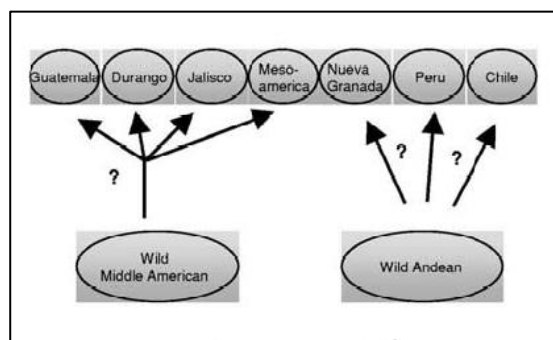 Guatemala Durango Jalisco Meso-
america Nueva
Granada Peru Chile
?
? ?
Wild
Middle American
Wild Andean